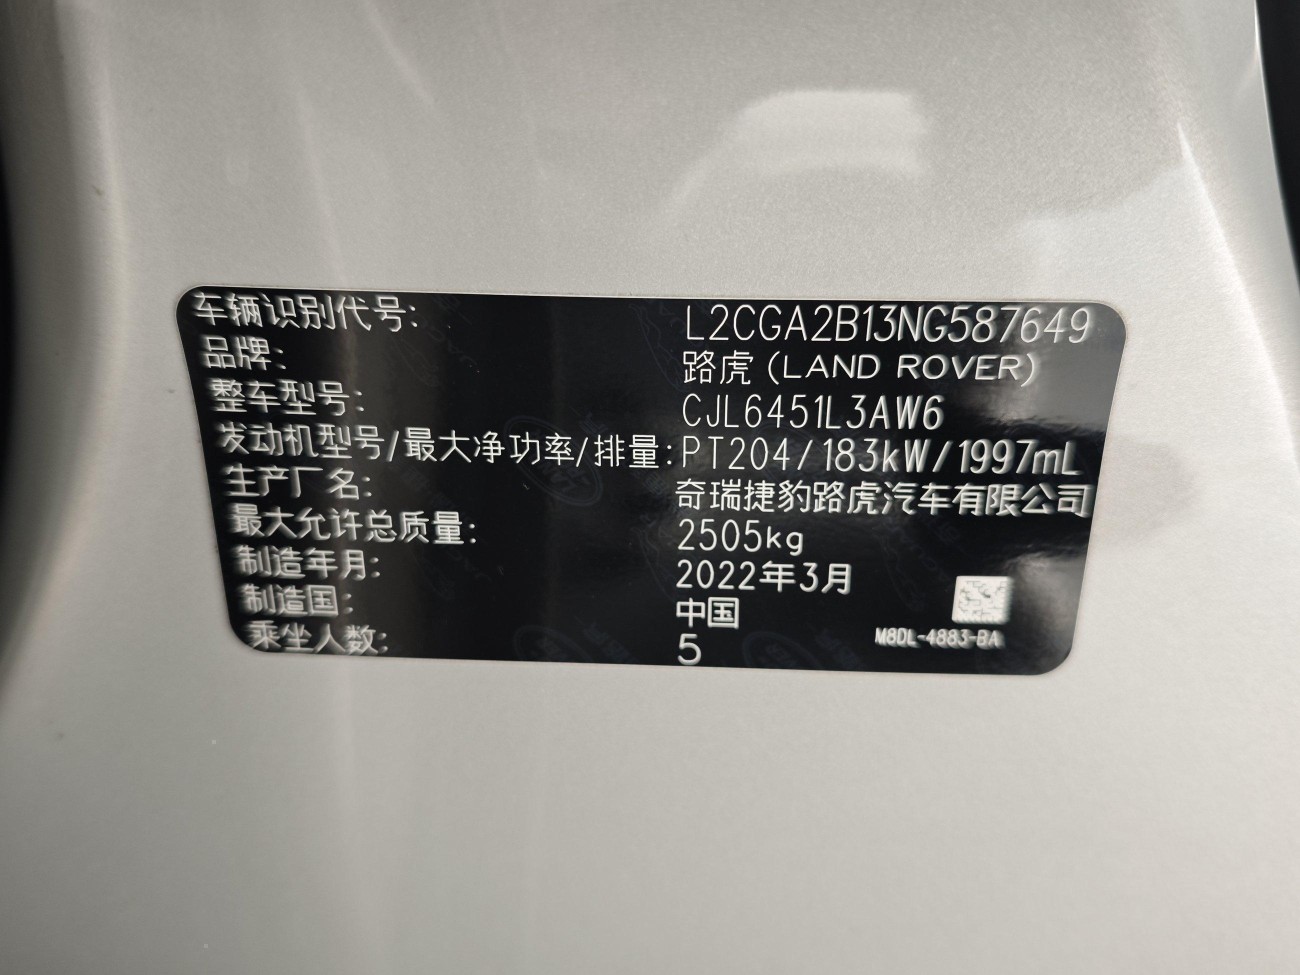 车辆识别代号: L2CGA2B13NG587649
品牌: 路虎 (LAND ROVER)
整车型号: CJL6451L3AW6
发动机型号/最大净功率/排量: PT204/183kW/1997mL
生产厂名: 奇瑞捷豹路虎汽车有限公司
最大允许总质量: 2505kg
制造年月: 2022年3月
制造国: 中国
乘坐人数: 5
M8DL-4883-BA